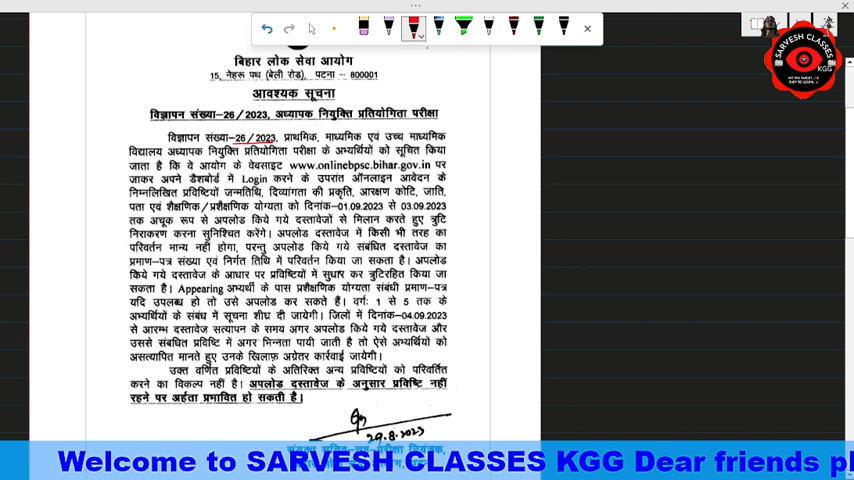 SARVESH CLASSES
KGG
बिहार लोक सेवा आयोग
15, नेहरू पथ (बेली रोड), पटना – 800001
आवश्यक सूचना
विज्ञापन संख्या–26/2023, अध्यापक नियुक्ति प्रतियोगिता परीक्षा
विज्ञापन संख्या–26/2023, प्राथमिक, माध्यमिक एवं उच्च माध्यमिक
विद्यालय अध्यापक नियुक्ति प्रतियोगिता परीक्षा के अभ्यर्थियों को सूचित किया
जाता है कि वे आयोग के वेबसाइट www.onlinebpsc.bihar.gov.in पर
जाकर अपने डैशबोर्ड में Login करने के उपरांत ऑनलाइन आवेदन के
निम्नलिखित प्रविष्टियों जन्मतिथि, दिव्यांगता की प्रकृति, आरक्षण कोटि, जाति,
पता एवं शैक्षणिक/प्रशैक्षणिक योग्यता को दिनांक–01.09.2023 से 03.09.2023
तक अचूक रूप से अपलोड किये गये दस्तावेजों से मिलान करते हुए त्रुटि
निराकरण करना सुनिश्चित करेंगे। अपलोड दस्तावेज में किसी भी तरह का
परिवर्तन मान्य नहीं होगा, परन्तु अपलोड किये गये संबंधित दस्तावेज का
प्रमाण–पत्र संख्या एवं निर्गत तिथि में परिवर्तन किया जा सकता है। अपलोड
किये गये दस्तावेज के आधार पर प्रविष्टियों में सुधार कर त्रुटिरहित किया जा
सकता है। Appearing अभ्यर्थी के पास प्रशैक्षणिक योग्यता संबंधी प्रमाण–पत्र
यदि उपलब्ध हो तो उसे अपलोड कर सकते हैं। वर्गः 1 से 5 तक के
अभ्यर्थियों के संबंध में सूचना शीघ्र दी जायेगी। जिलों में दिनांक–04.09.2023
से आरम्भ दस्तावेज सत्यापन के समय अगर अपलोड किये गये दस्तावेज और
उससे संबंधित प्रविष्टि में अगर भिन्नता पायी जाती है तो ऐसे अभ्यर्थियों को
असत्यापित मानते हुए उनके खिलाफ़ अग्रेतर कार्रवाई जायेगी।
उक्त वर्णित प्रविष्टियों के अतिरिक्त अन्य प्रविष्टियों को परिवर्तित
करने का विकल्प नहीं है। अपलोड दस्तावेज के अनुसार प्रविष्टि नहीं
रहने पर अर्हता प्रभावित हो सकती है।
29.8.2023
संयुक्त सचिव–सह–परीक्षा नियंत्रक,
Welcome to SARVESH CLASSES KGG Dear friends pl